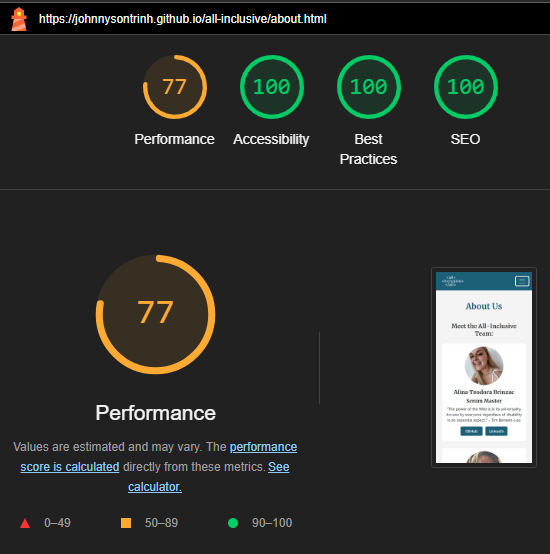 https://johnnysontrinh.github.io/all-inclusive/about.html
77
100
100
100
Performance
Accessibility
Best
Practices
SEO
77
Performance
Values are estimated and may vary. The performance
score is calculated directly from these metrics. See
calculator.
0–49
50–89
90–100
About Us
Meet the All-Inclusive
Team:
Alina Teodora Brinzac
Scrum Master
"The power of the Web is in its universality.
Access by everyone regardless of disability
is an essential aspect." - Tim Berners-Lee
GitHub
LinkedIn